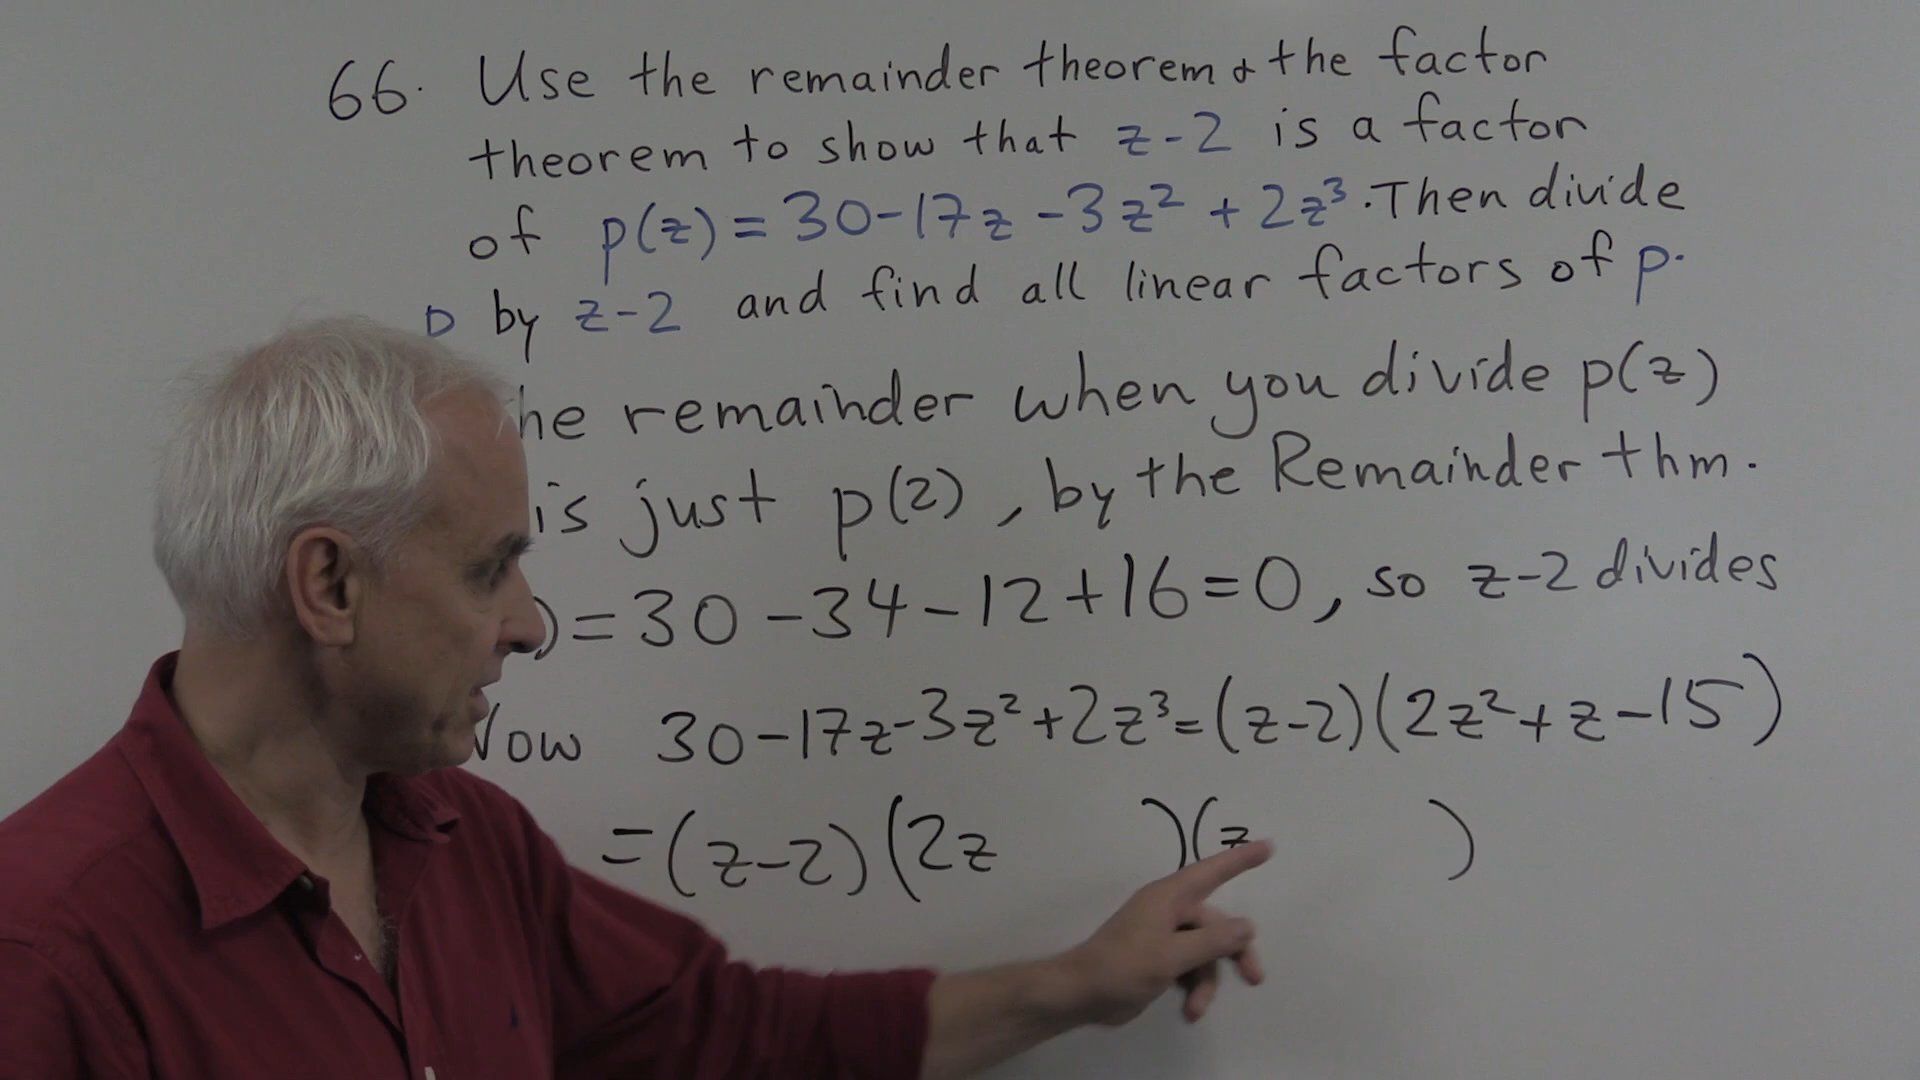 66. Use the remainder theorem & the factor
theorem to show that z-2 is a factor
of p(z) = 30-17z-3z²+2z³. Then divide
by z-2 and find all linear factors of p.
remainder when you divide p(z)
is just p(2), by the Remainder thm.
)=30-34-12+16=0, so z-2 divides
Now 30-17z-3z²+2z³=(z-2)(2z²+z-15)
=(z-2)(2z )(z )